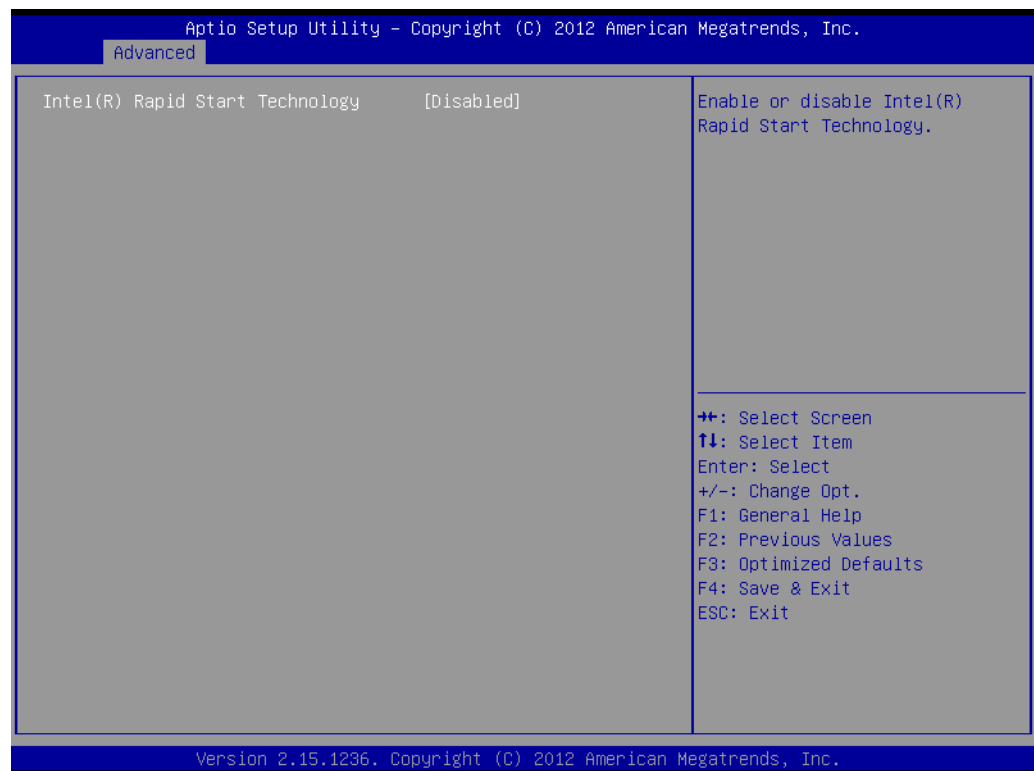 Aptio Setup Utility – Copyright (C) 2012 American Megatrends, Inc.
Advanced
Intel(R) Rapid Start Technology [Disabled]
Enable or disable Intel(R)
Rapid Start Technology.
→←: Select Screen
↑↓: Select Item
Enter: Select
+/-: Change Opt.
F1: General Help
F2: Previous Values
F3: Optimized Defaults
F4: Save & Exit
ESC: Exit
Version 2.15.1236. Copyright (C) 2012 American Megatrends, Inc.